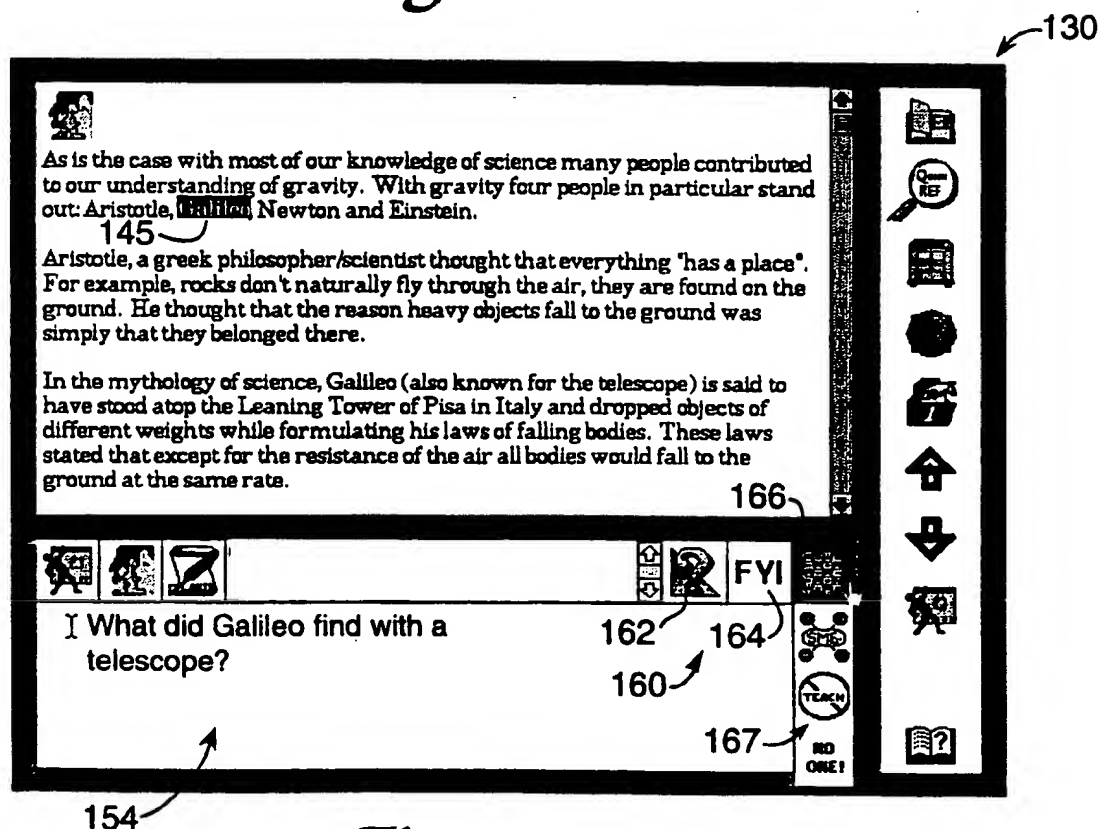 130
As is the case with most of our knowledge of science many people contributed
to our understanding of gravity. With gravity four people in particular stand
out: Aristotle, Galileo, Newton and Einstein.
145
Aristotle, a greek philosopher/scientist thought that everything "has a place".
For example, rocks don't naturally fly through the air, they are found on the
ground. He thought that the reason heavy objects fall to the ground was
simply that they belonged there.
In the mythology of science, Galileo (also known for the telescope) is said to
have stood atop the Leaning Tower of Pisa in Italy and dropped objects of
different weights while formulating his laws of falling bodies. These laws
stated that except for the resistance of the air all bodies would fall to the
ground at the same rate.
REF
166
FYI
What did Galileo find with a
telescope?
162
164
160
SMS
TEACH
167
NO
ONE!
?
154